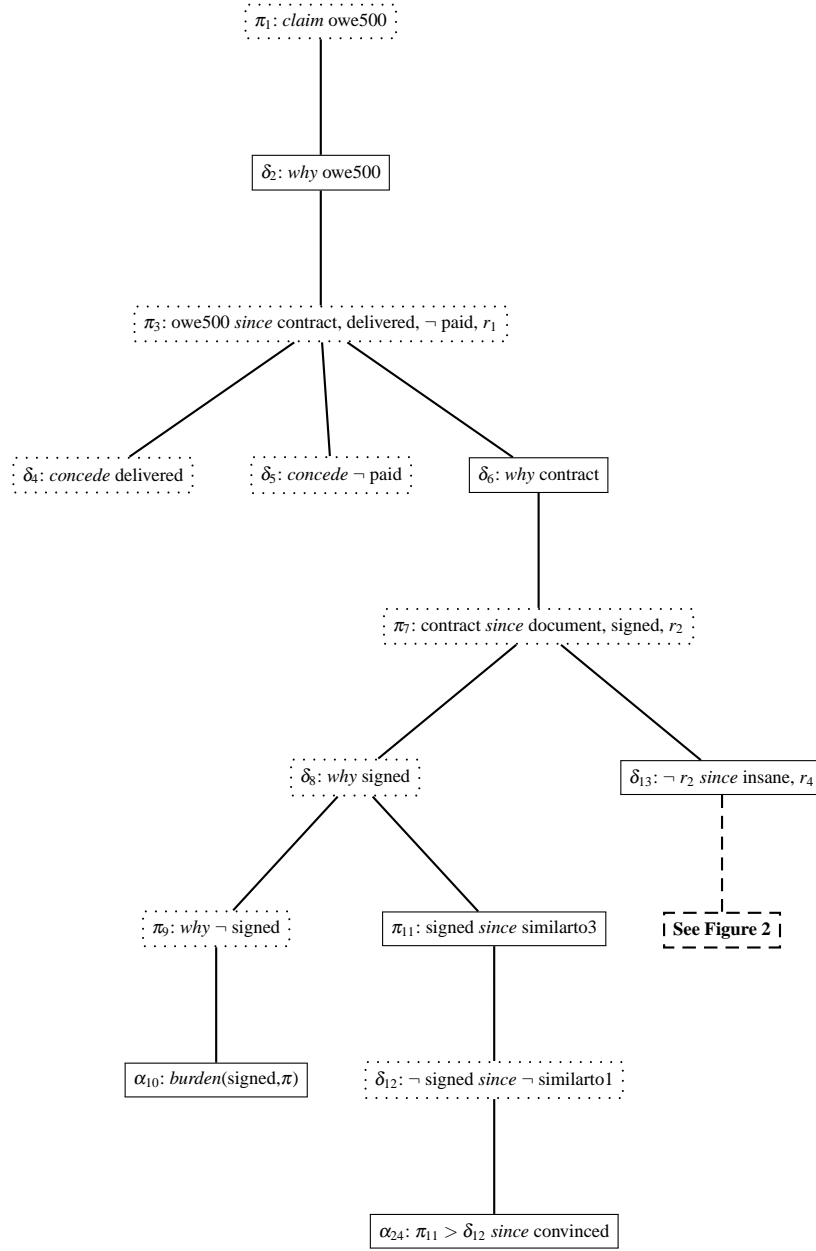 π₁: claim owe500
δ₂: why owe500
π₃: owe500 since contract, delivered, ¬ paid, r₁
δ₄: concede delivered
δ₅: concede ¬ paid
δ₆: why contract
π₇: contract since document, signed, r₂
δ₈: why signed
δ₁₃: ¬ r₂ since insane, r₄
π₉: why ¬ signed
π₁₁: signed since similarto3
See Figure 2
α₁₀: burden(signed,π)
δ₁₂: ¬ signed since ¬ similarto1
α₂₄: π₁₁ > δ₁₂ since convinced